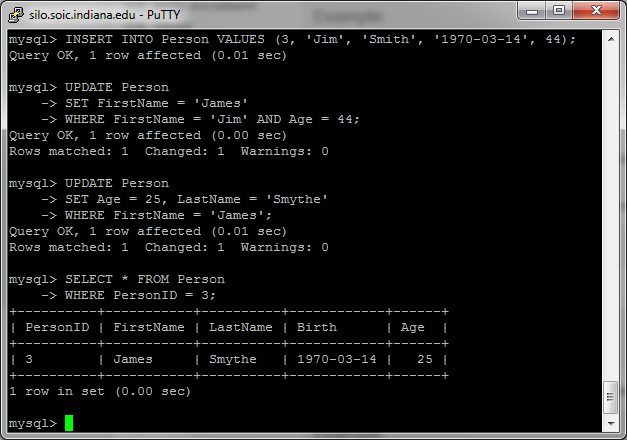 silo.soic.indiana.edu - PuTTY
mysql> INSERT INTO Person VALUES (3, 'Jim', 'Smith', '1970-03-14', 44);
Query OK, 1 row affected (0.01 sec)
mysql> UPDATE Person
    -> SET FirstName = 'James'
    -> WHERE FirstName = 'Jim' AND Age = 44;
Query OK, 1 row affected (0.00 sec)
Rows matched: 1  Changed: 1  Warnings: 0
mysql> UPDATE Person
    -> SET Age = 25, LastName = 'Smythe'
    -> WHERE FirstName = 'James';
Query OK, 1 row affected (0.01 sec)
Rows matched: 1  Changed: 1  Warnings: 0
mysql> SELECT * FROM Person
    -> WHERE PersonID = 3;
+----------+-----------+----------+------------+------+
| PersonID | FirstName | LastName | Birth      | Age  |
+----------+-----------+----------+------------+------+
| 3        | James     | Smythe   | 1970-03-14 |   25 |
+----------+-----------+----------+------------+------+
1 row in set (0.00 sec)
mysql>